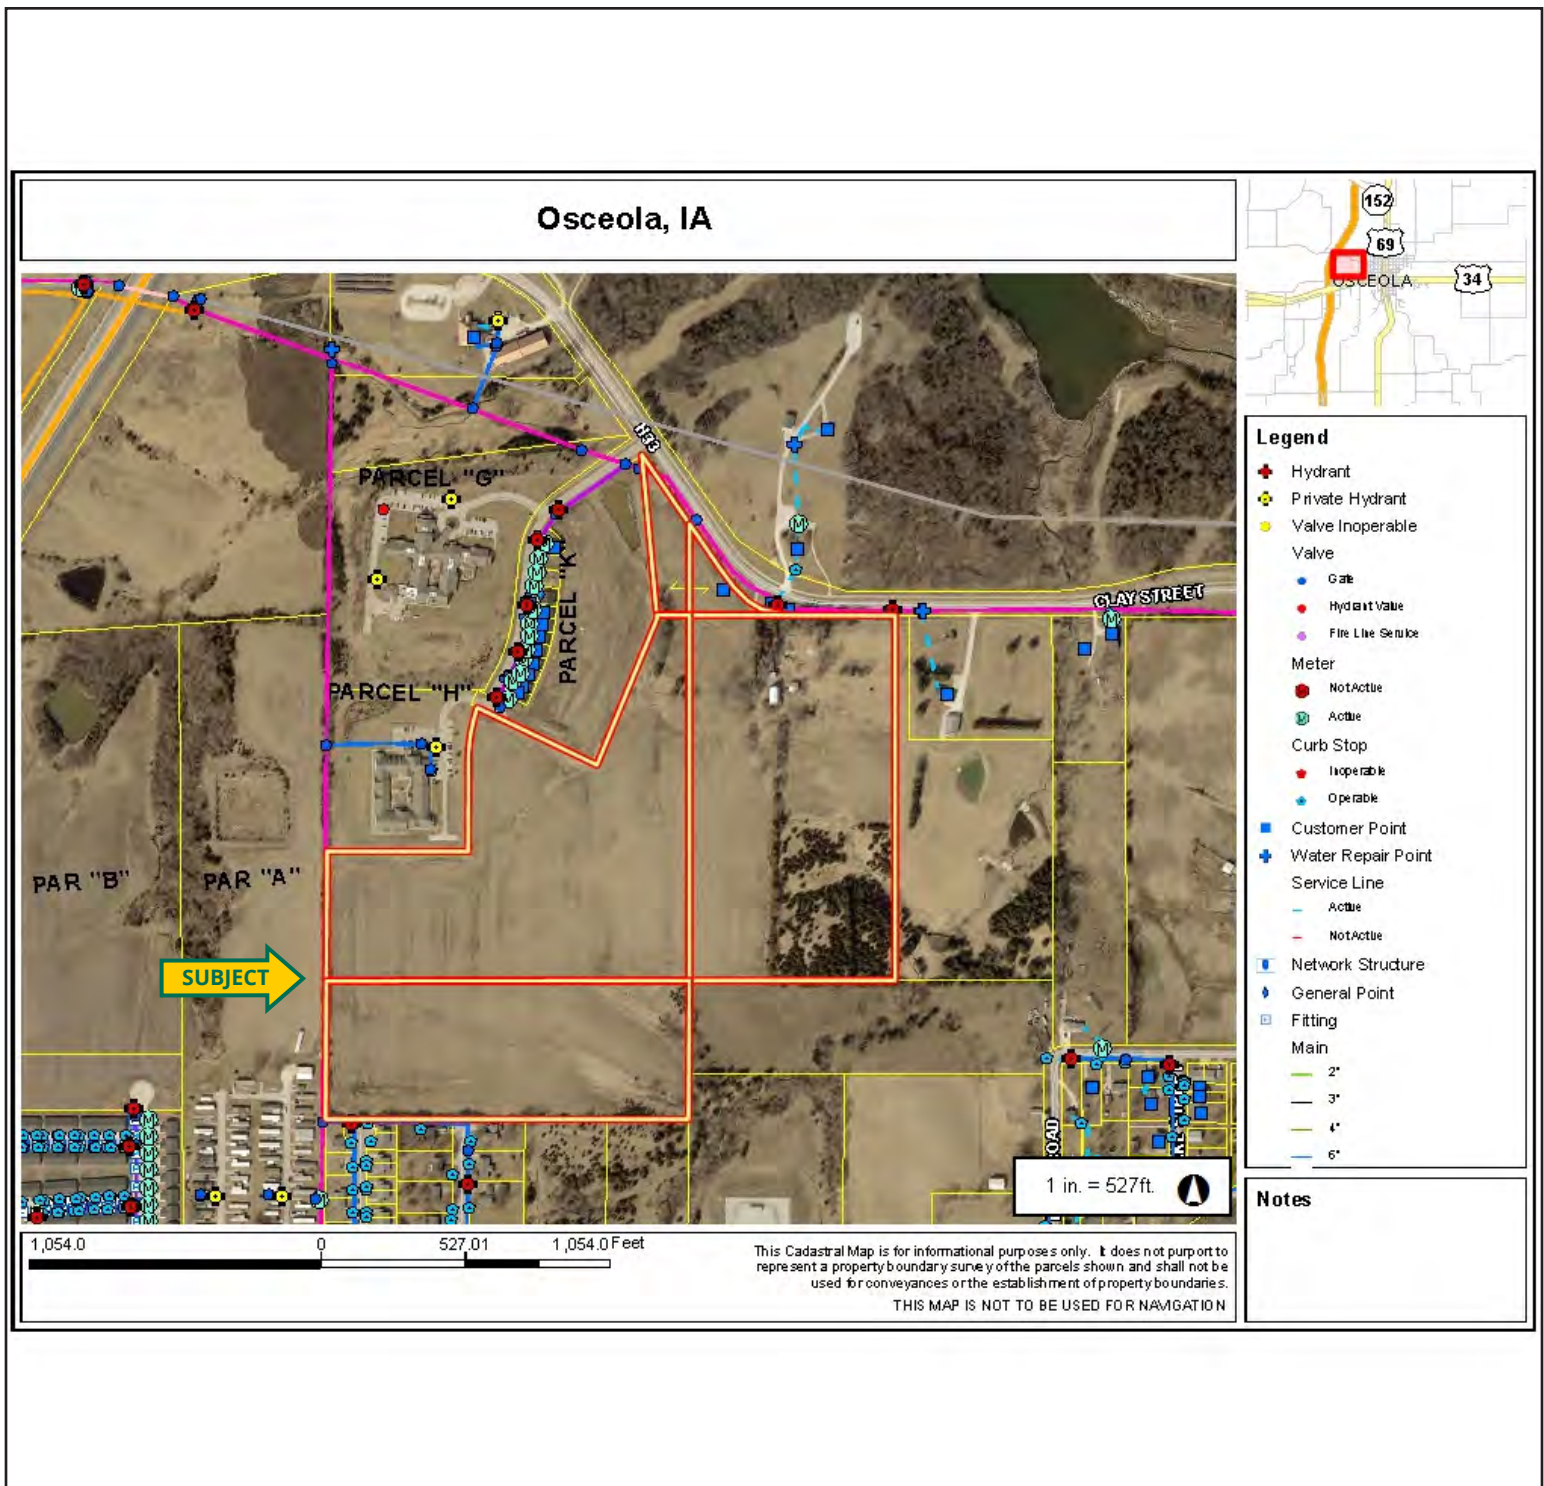 Osceola, IA
152
69
OSCEOLA
34
H33
PARCEL "G"
PARCEL "K"
CLAY STREET
PARCEL "H"
PAR "B"
PAR "A"
SUBJECT
OAD
1 in. = 527ft.
Legend
Hydrant
Private Hydrant
Valve Inoperable
Valve
Gate
Hydrant Valve
Fire Line Service
Meter
Not Active
Active
Curb Stop
Inoperable
Operable
Customer Point
Water Repair Point
Service Line
Active
Not Active
Network Structure
General Point
Fitting
Main
2"
3"
4"
6"
Notes
1,054.0 0 527.01 1,054.0 Feet
This Cadastral Map is for informational purposes only. It does not purport to
represent a property boundary survey of the parcels shown and shall not be
used for conveyances or the establishment of property boundaries.
THIS MAP IS NOT TO BE USED FOR NAVIGATION